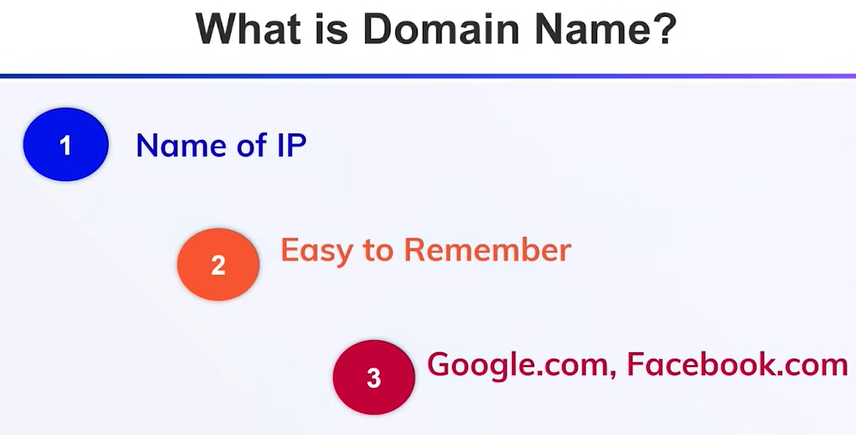 What is Domain Name?
1 Name of IP
2 Easy to Remember
3 Google.com, Facebook.com